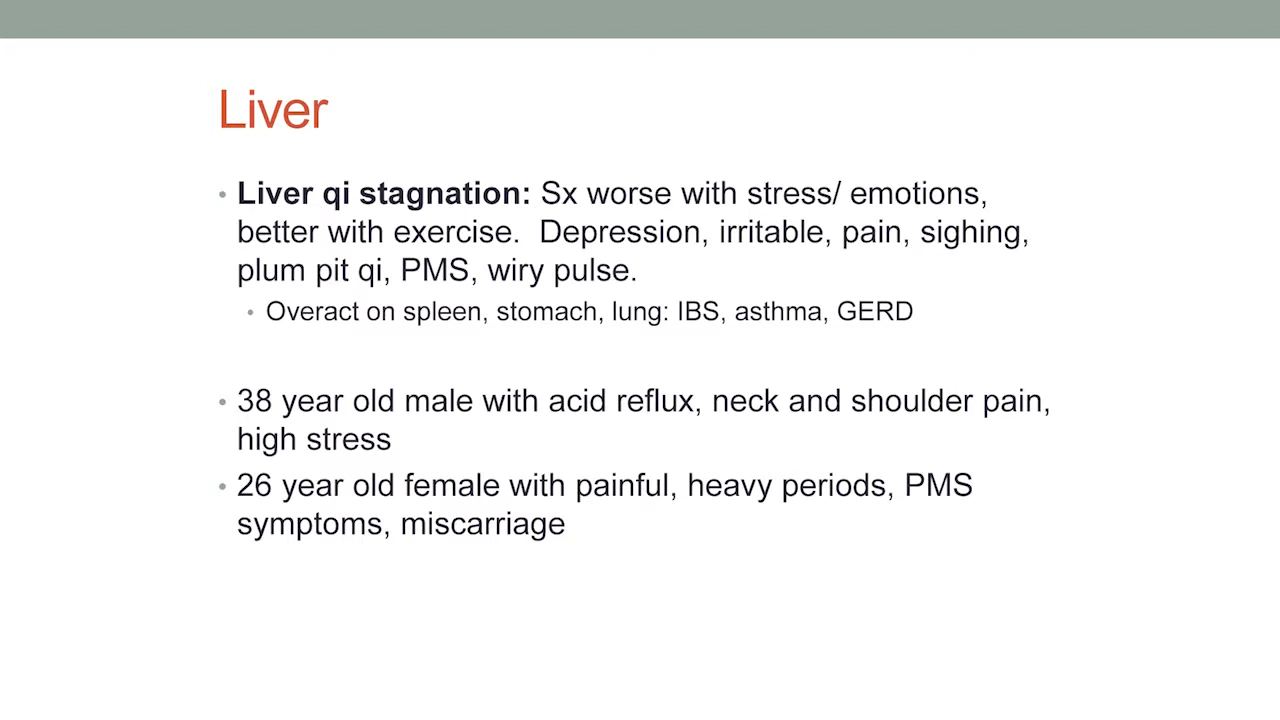 Liver
• Liver qi stagnation: Sx worse with stress/ emotions,
better with exercise.  Depression, irritable, pain, sighing,
plum pit qi, PMS, wiry pulse.
• Overact on spleen, stomach, lung: IBS, asthma, GERD
• 38 year old male with acid reflux, neck and shoulder pain,
high stress
• 26 year old female with painful, heavy periods, PMS
symptoms, miscarriage